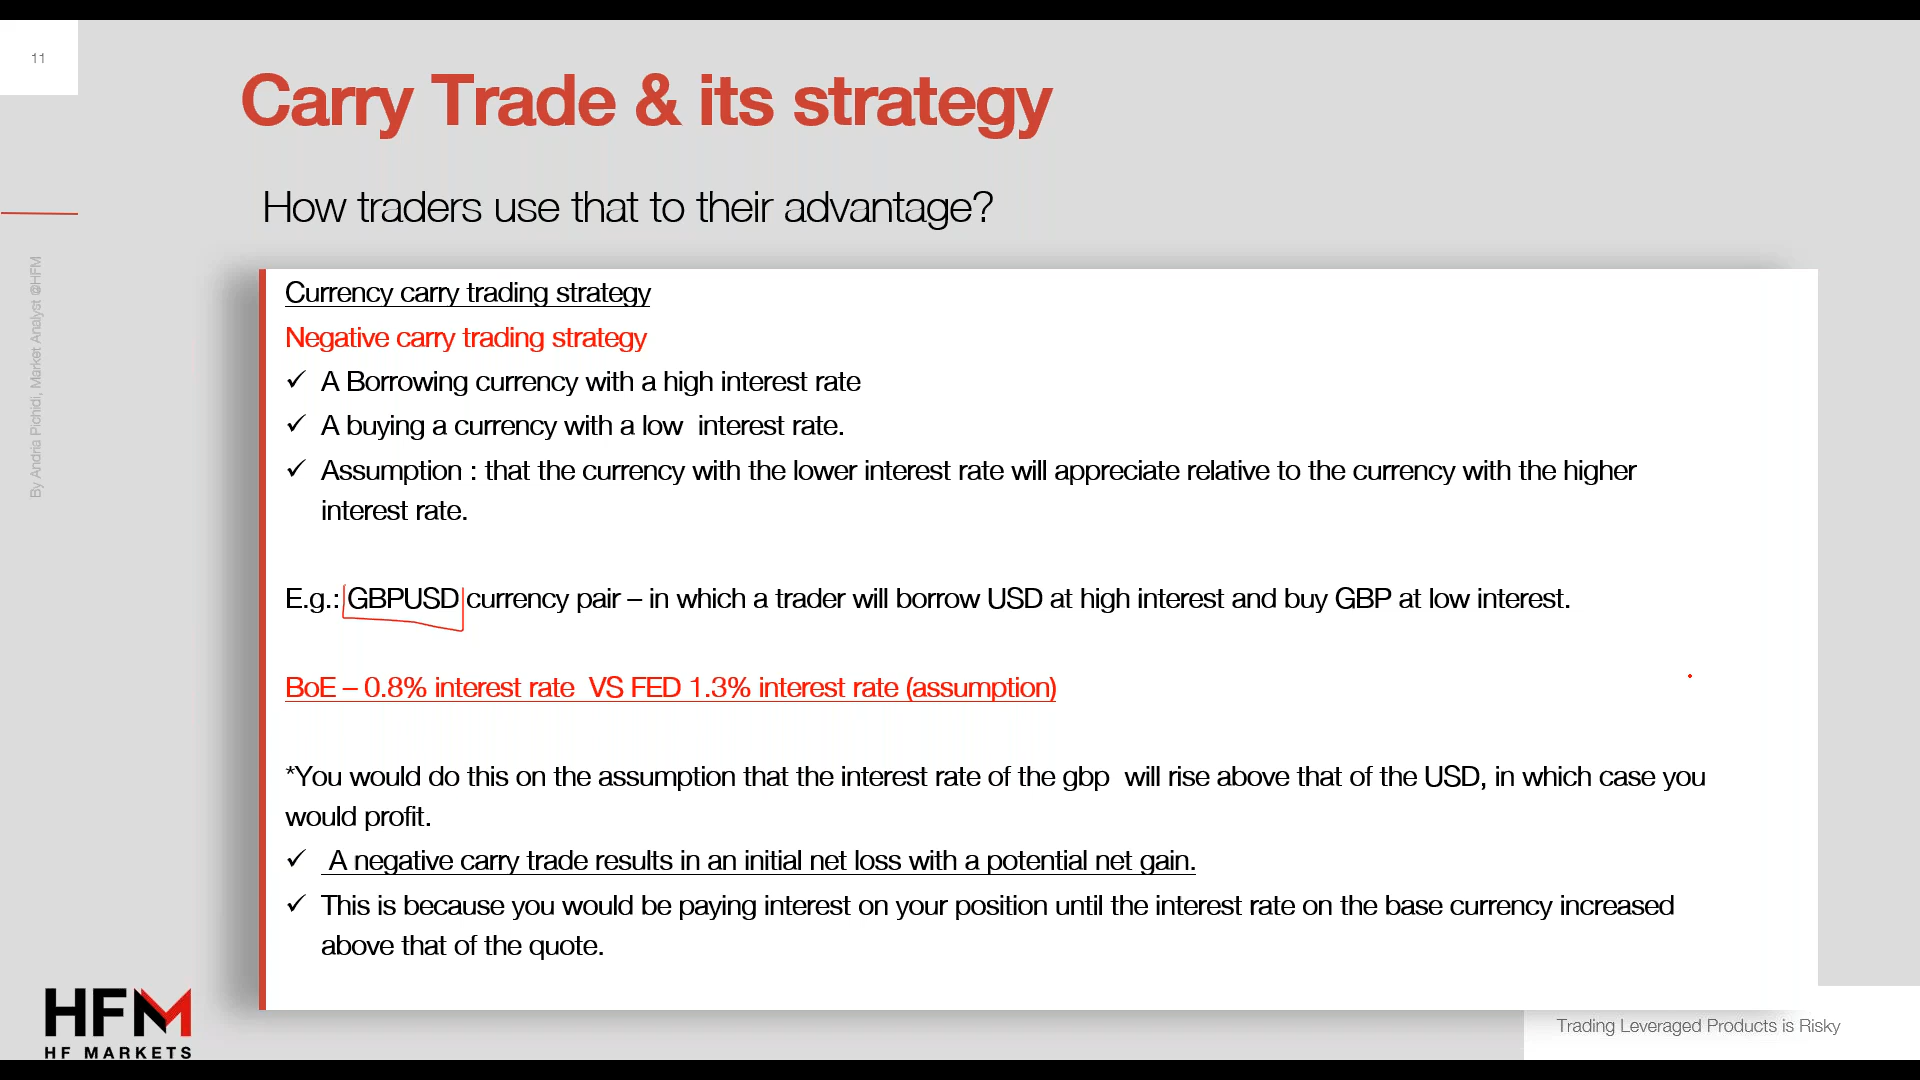 11
Carry Trade & its strategy
How traders use that to their advantage?
By Andria Pichidi, Market Analyst @HFM
Currency carry trading strategy
Negative carry trading strategy
✓ A Borrowing currency with a high interest rate
✓ A buying a currency with a low  interest rate.
✓ Assumption : that the currency with the lower interest rate will appreciate relative to the currency with the higher
interest rate.
E.g.: GBPUSD currency pair – in which a trader will borrow USD at high interest and buy GBP at low interest.
BoE – 0.8% interest rate  VS FED 1.3% interest rate (assumption)
*You would do this on the assumption that the interest rate of the gbp  will rise above that of the USD, in which case you
would profit.
✓ A negative carry trade results in an initial net loss with a potential net gain.
✓ This is because you would be paying interest on your position until the interest rate on the base currency increased
above that of the quote.
HFM
HF MARKETS
Trading Leveraged Products is Risky